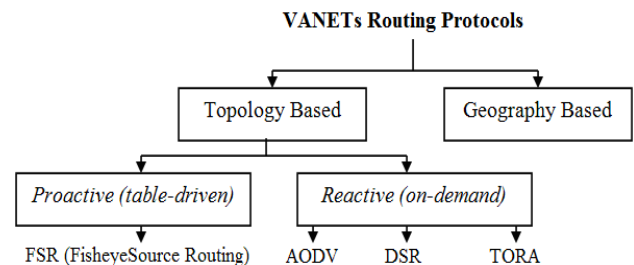 VANETs Routing Protocols
Topology Based
Geography Based
Proactive (table-driven)
Reactive (on-demand)
FSR (FisheyeSource Routing)
AODV
DSR
TORA